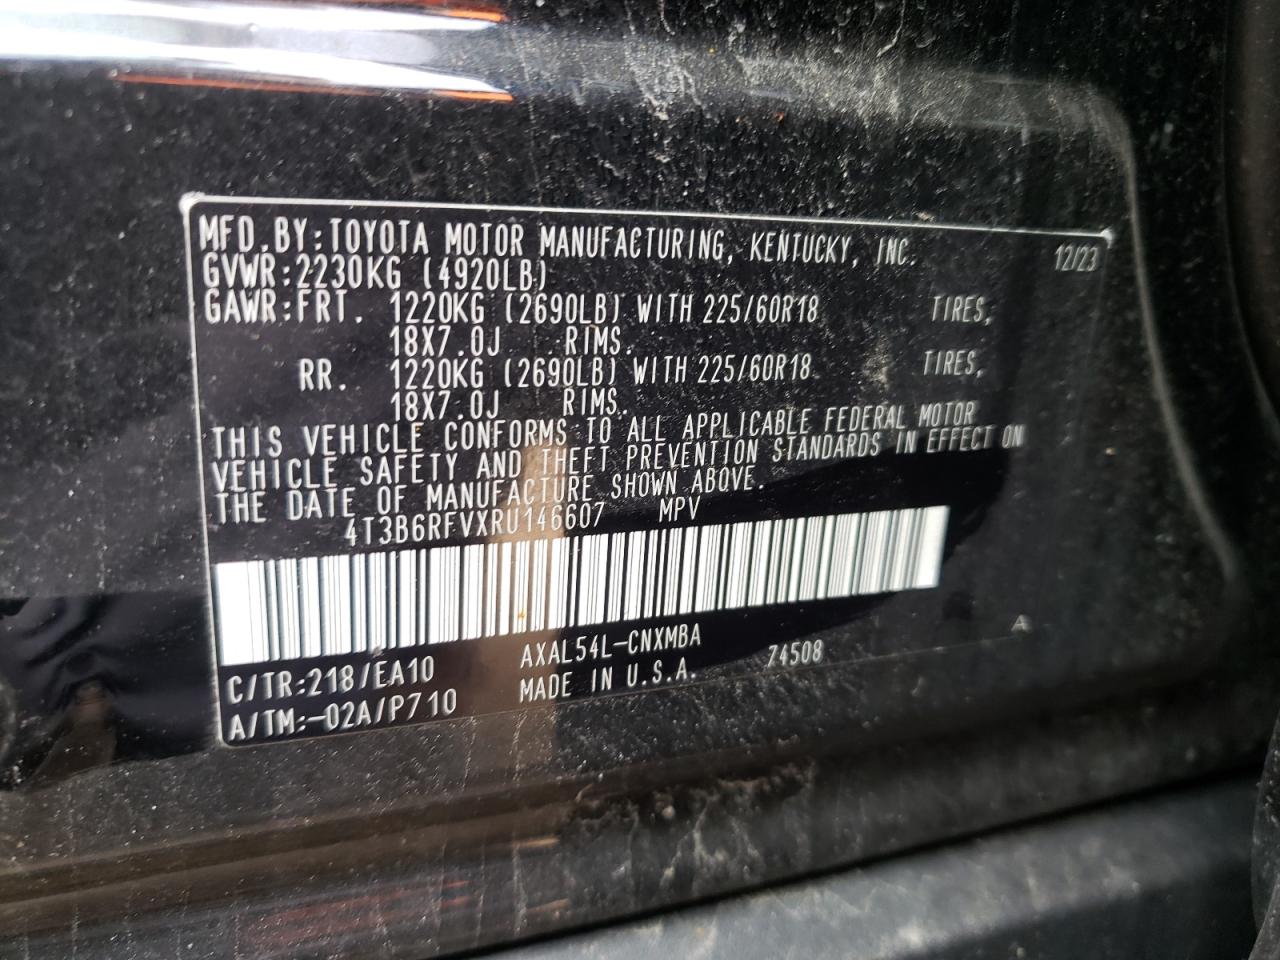 MFD.BY:TOYOTA MOTOR MANUFACTURING, KENTUCKY, INC. 12/23
GVWR:2230KG (4920LB)
GAWR:FRT. 1220KG (2690LB) WITH 225/60R18 TIRES,
18X7.0J RIMS.
RR. 1220KG (2690LB) WITH 225/60R18 TIRES,
18X7.0J RIMS.
THIS VEHICLE CONFORMS TO ALL APPLICABLE FEDERAL MOTOR
VEHICLE SAFETY AND THEFT PREVENTION STANDARDS IN EFFECT ON
THE DATE OF MANUFACTURE SHOWN ABOVE.
4T3B6RFVXRU146607 MPV
C/TR:218/EA10 AXAL54L-CNXMBA 74508 A
A/TM:-02A/P710 MADE IN U.S.A.